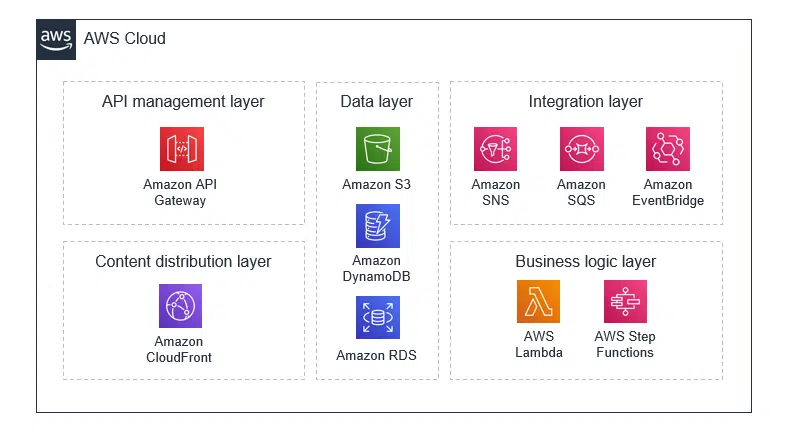 aws
AWS Cloud
API management layer
Amazon API
Gateway
Content distribution layer
Amazon
CloudFront
Data layer
Amazon S3
Amazon
DynamoDB
Amazon RDS
Integration layer
Amazon
SNS
Amazon
SQS
Amazon
EventBridge
Business logic layer
AWS
Lambda
AWS Step
Functions